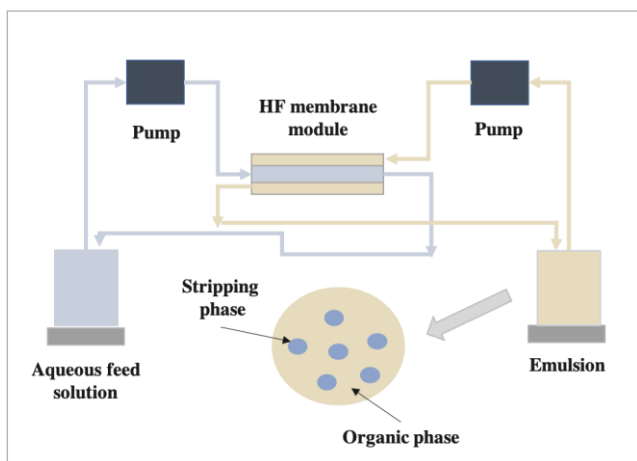 HF membrane
module
Pump
Pump
Stripping
phase
Aqueous feed
solution
Emulsion
Organic phase